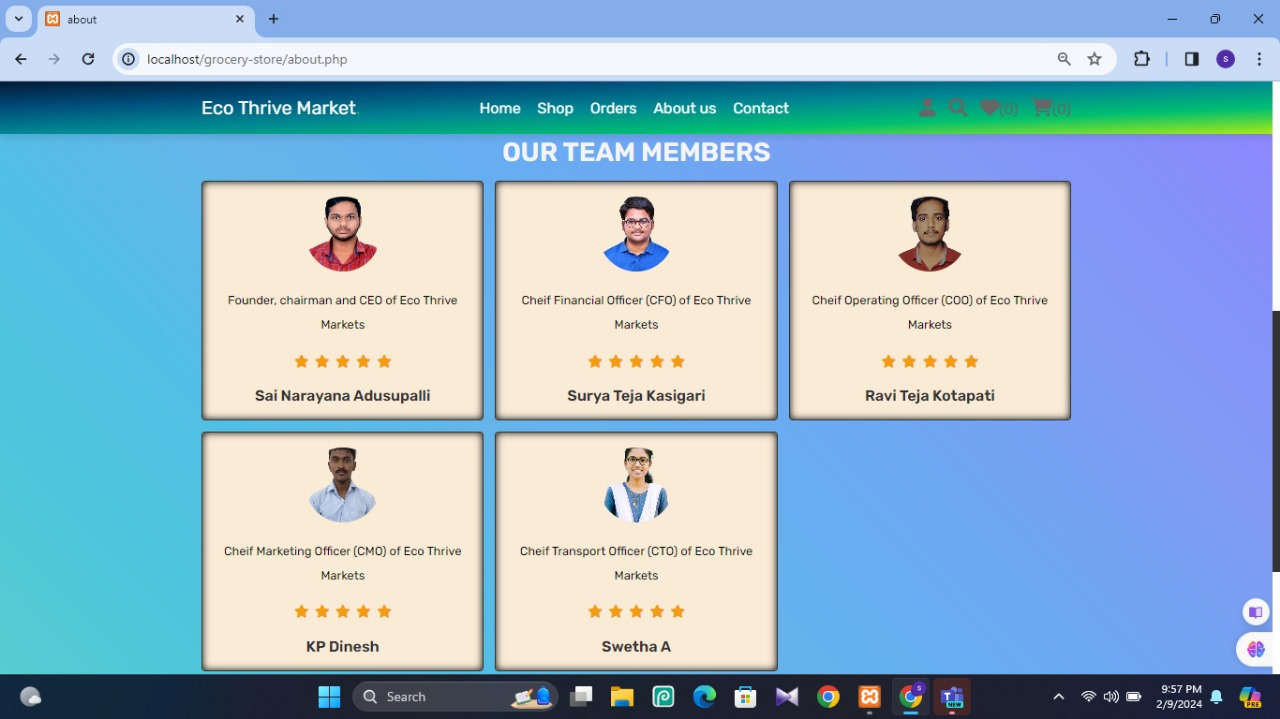 about
localhost/grocery-store/about.php
S
Eco Thrive Market.
Home Shop Orders About us Contact
(0) (0)
OUR TEAM MEMBERS
Founder, chairman and CEO of Eco Thrive
Markets
Sai Narayana Adusupalli
Cheif Financial Officer (CFO) of Eco Thrive
Markets
Surya Teja Kasigari
Cheif Operating Officer (COO) of Eco Thrive
Markets
Ravi Teja Kotapati
Cheif Marketing Officer (CMO) of Eco Thrive
Markets
KP Dinesh
Cheif Transport Officer (CTO) of Eco Thrive
Markets
Swetha A
Search
S
NEW
9:57 PM
2/9/2024
PRE